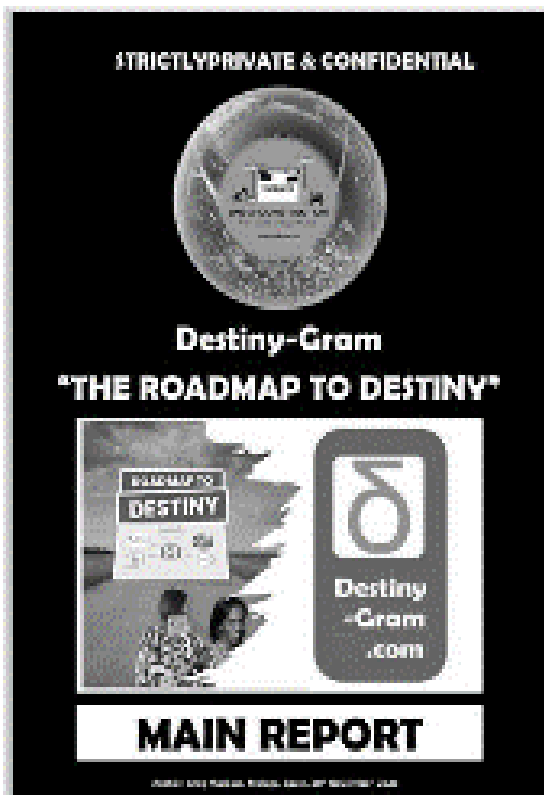 STRICTLYPRIVATE & CONFIDENTIAL
Destiny-Gram
"THE ROADMAP TO DESTINY"
ROADMAP TO
DESTINY
δ
Destiny
-Gram
.com
MAIN REPORT